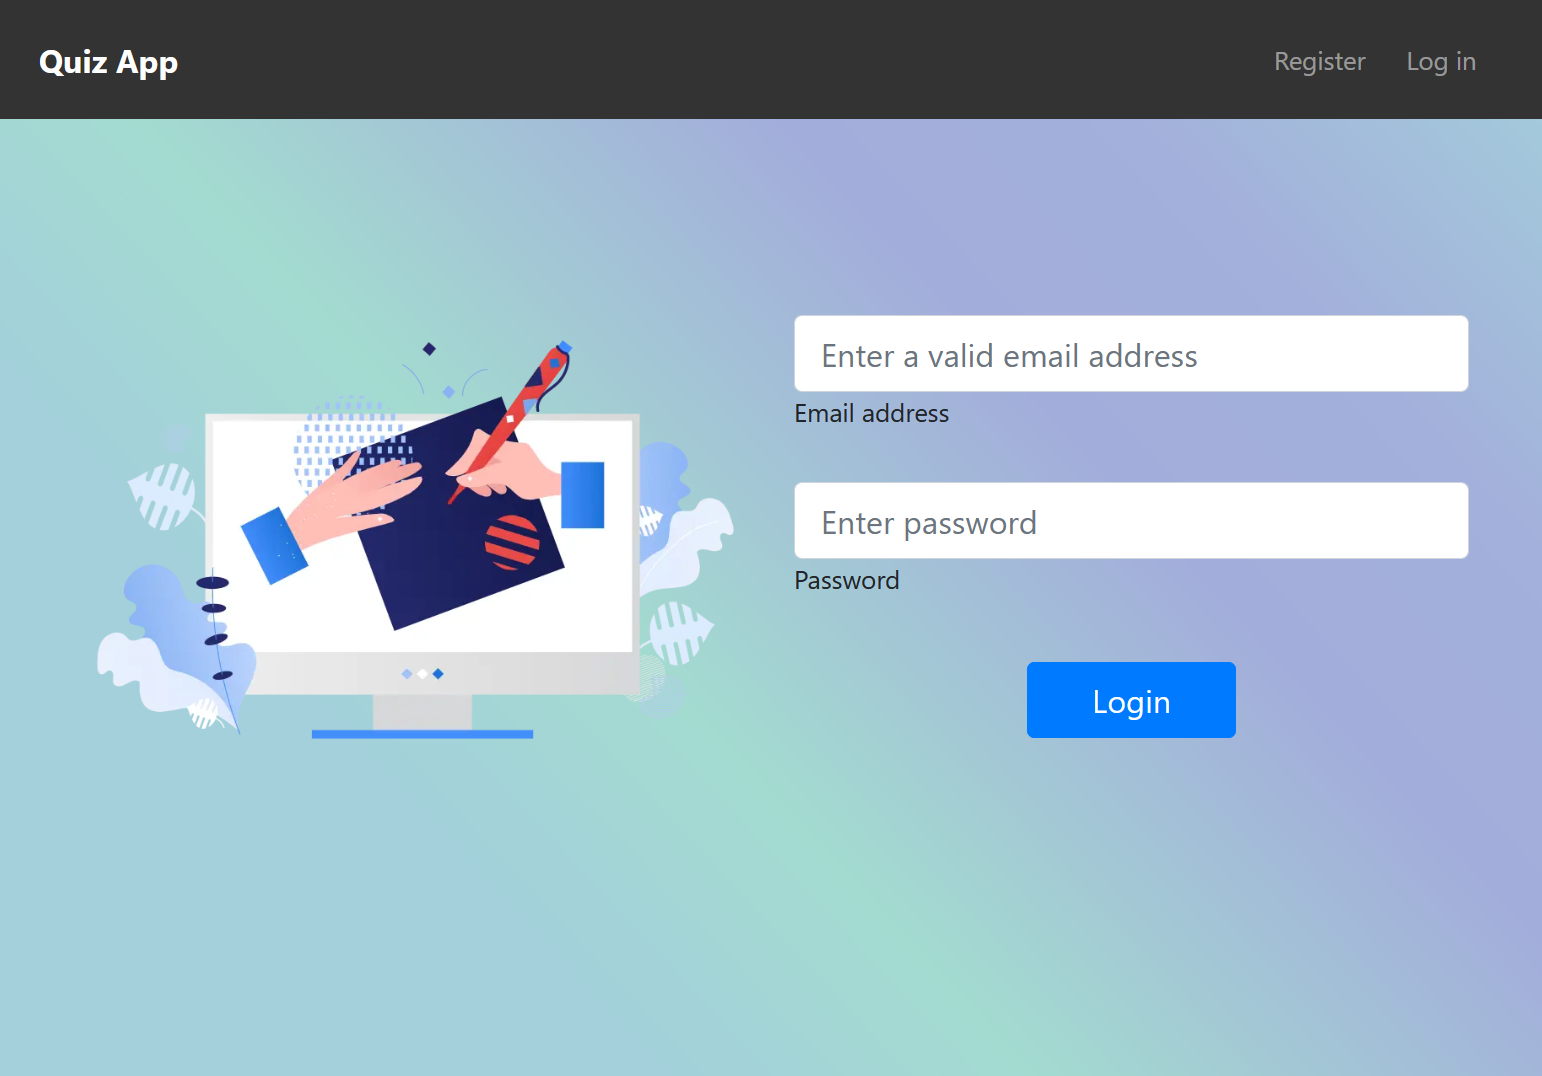 Quiz App
Register Log in
Enter a valid email address
Email address
Enter password
Password
Login